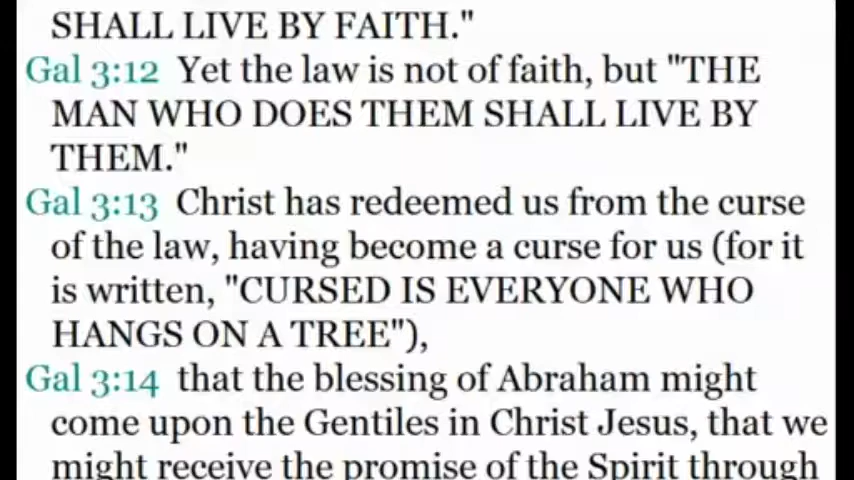 SHALL LIVE BY FAITH."
Gal 3:12 Yet the law is not of faith, but "THE
MAN WHO DOES THEM SHALL LIVE BY
THEM."
Gal 3:13 Christ has redeemed us from the curse
of the law, having become a curse for us (for it
is written, "CURSED IS EVERYONE WHO
HANGS ON A TREE"),
Gal 3:14 that the blessing of Abraham might
come upon the Gentiles in Christ Jesus, that we
might receive the promise of the Spirit through